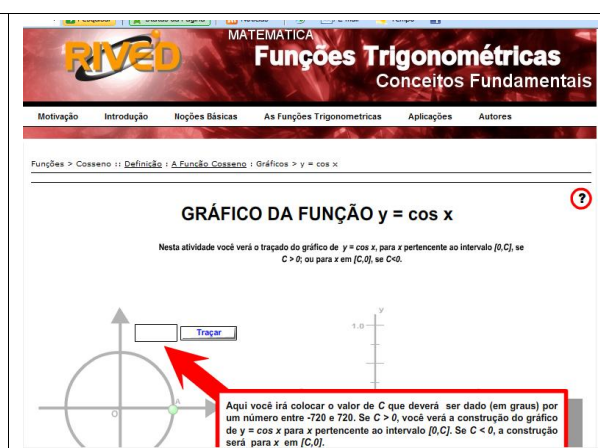 Pesquisar
Status da Página
Notícias
E-mail
Tempo
RIVED
MATEMÁTICA
Funções Trigonométricas
Conceitos Fundamentais
Motivação Introdução Noções Básicas As Funções Trigonometricas Aplicações Autores
Funções > Cosseno :: Definição : A Função Cosseno : Gráficos > y = cos x
?
GRÁFICO DA FUNÇÃO y = cos x
Nesta atividade você verá o traçado do gráfico de y = cos x, para x pertencente ao intervalo [0,C], se
C > 0; ou para x em [C,0], se C<0.
y
1.0
Traçar
A
O
Aqui você irá colocar o valor de C que deverá ser dado (em graus) por
um número entre -720 e 720. Se C > 0, você verá a construção do gráfico
de y = cos x para x pertencente ao intervalo [0,C]. Se C < 0, a construção
será para x em [C,0].